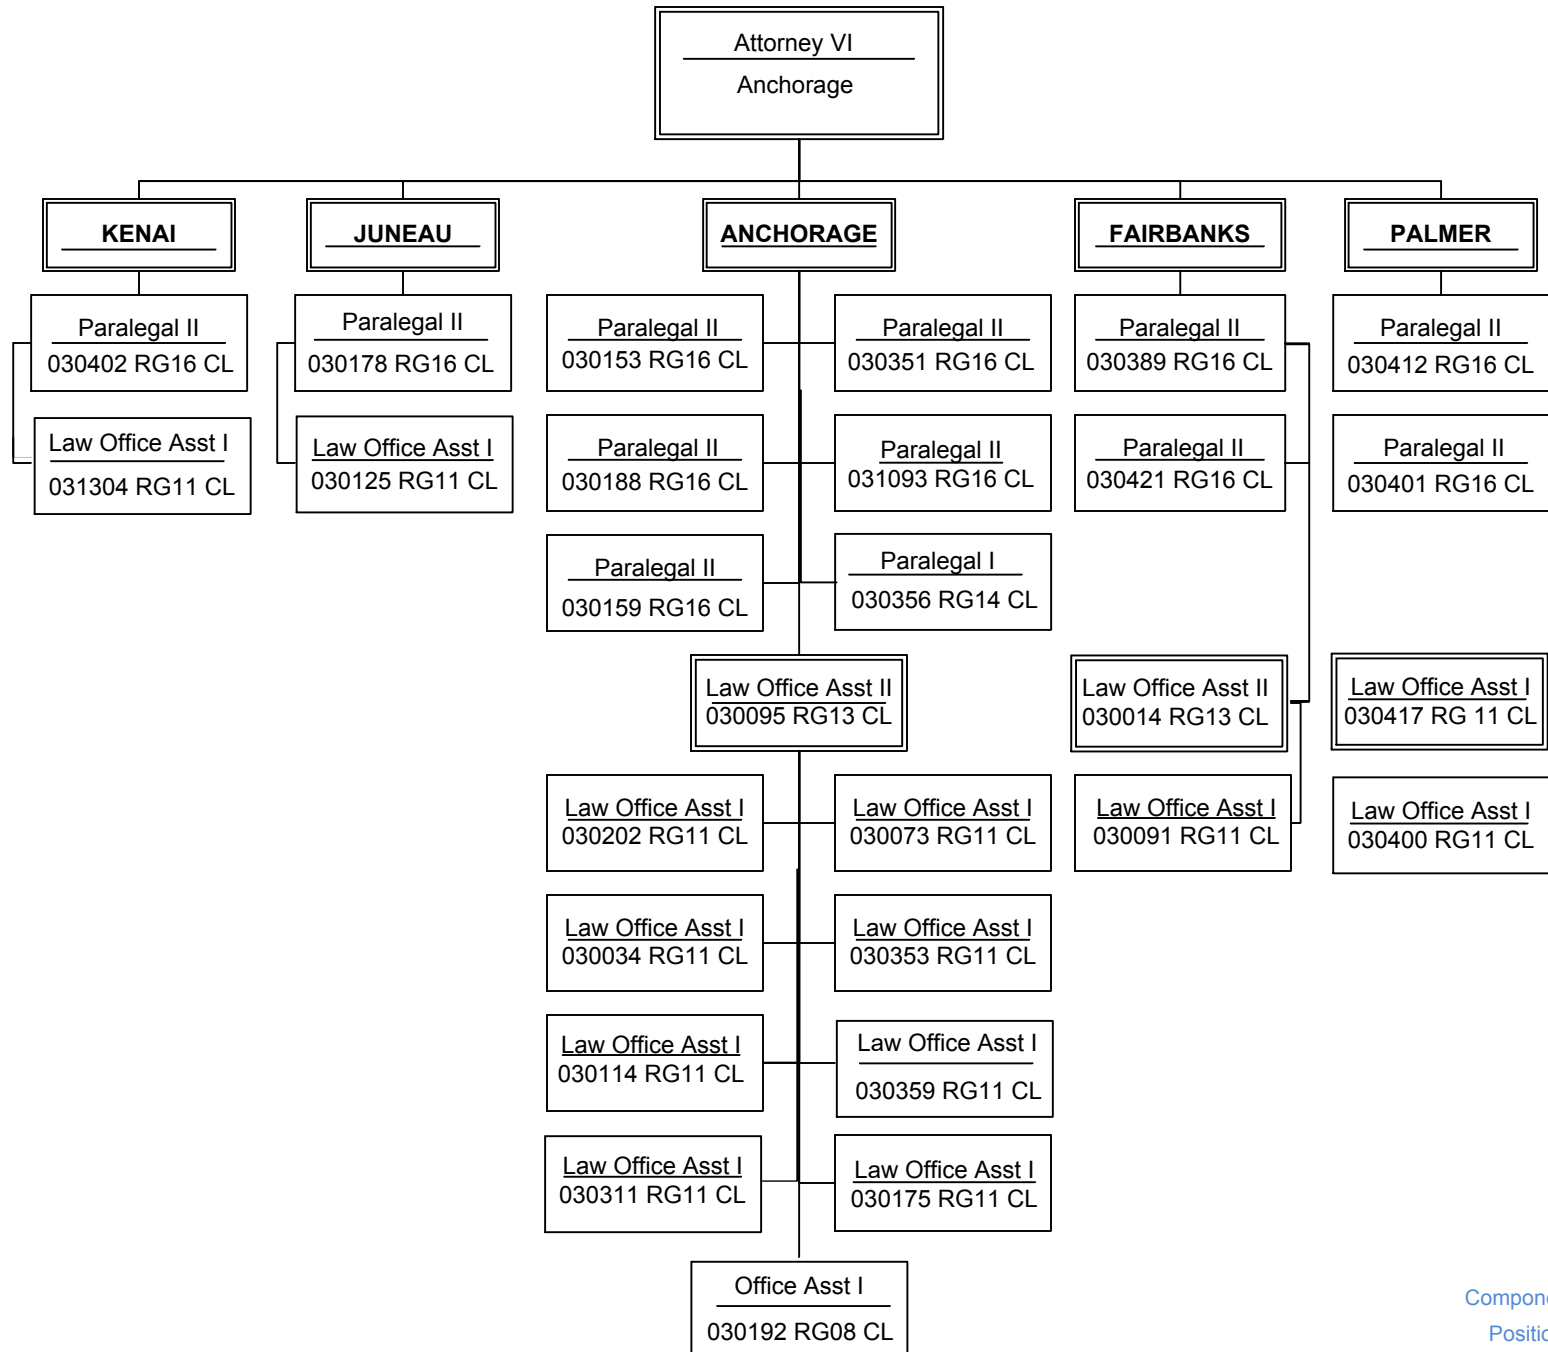 Attorney VI
Anchorage
KENAI
JUNEAU
ANCHORAGE
FAIRBANKS
PALMER
Paralegal II
030402 RG16 CL
Law Office Asst I
031304 RG11 CL
Paralegal II
030178 RG16 CL
Law Office Asst I
030125 RG11 CL
Paralegal II
030153 RG16 CL
Paralegal II
030351 RG16 CL
Paralegal II
030188 RG16 CL
Paralegal II
031093 RG16 CL
Paralegal II
030159 RG16 CL
Paralegal I
030356 RG14 CL
Law Office Asst II
030095 RG13 CL
Law Office Asst I
030202 RG11 CL
Law Office Asst I
030073 RG11 CL
Law Office Asst I
030034 RG11 CL
Law Office Asst I
030353 RG11 CL
Law Office Asst I
030114 RG11 CL
Law Office Asst I
030359 RG11 CL
Law Office Asst I
030311 RG11 CL
Law Office Asst I
030175 RG11 CL
Office Asst I
030192 RG08 CL
Paralegal II
030389 RG16 CL
Paralegal II
030421 RG16 CL
Law Office Asst II
030014 RG13 CL
Law Office Asst I
030091 RG11 CL
Paralegal II
030412 RG16 CL
Paralegal II
030401 RG16 CL
Law Office Asst I
030417 RG 11 CL
Law Office Asst I
030400 RG11 CL
Compone
Positio